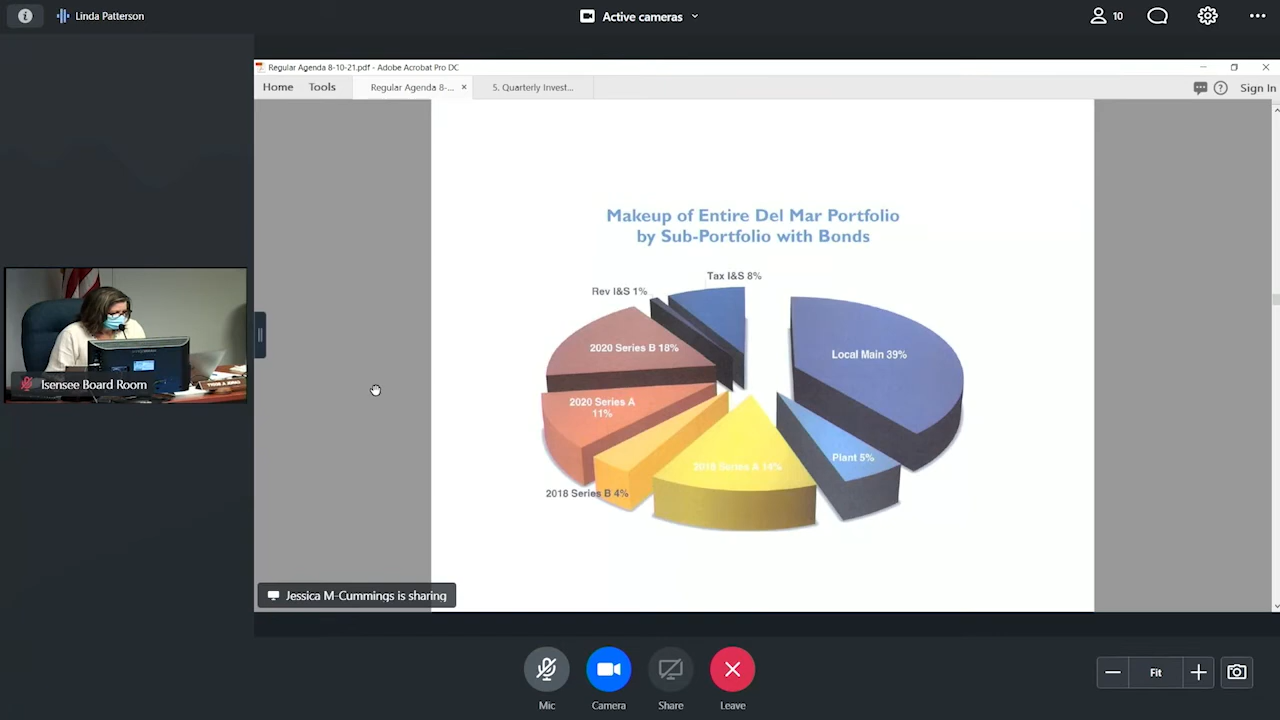 Linda Patterson
Active cameras
10
Regular Agenda 8-10-21.pdf - Adobe Acrobat Pro DC
Home
Tools
Regular Agenda 8-...
5. Quarterly Invest...
Sign In
Makeup of Entire Del Mar Portfolio
by Sub-Portfolio with Bonds
Tax I&S 8%
Rev I&S 1%
2020 Series B 18%
Local Main 39%
2020 Series A
11%
Plant 5%
2018 Series A 14%
2018 Series B 4%
Isensee Board Room
Jessica M-Cummings is sharing
Mic
Camera
Share
Leave
Fit